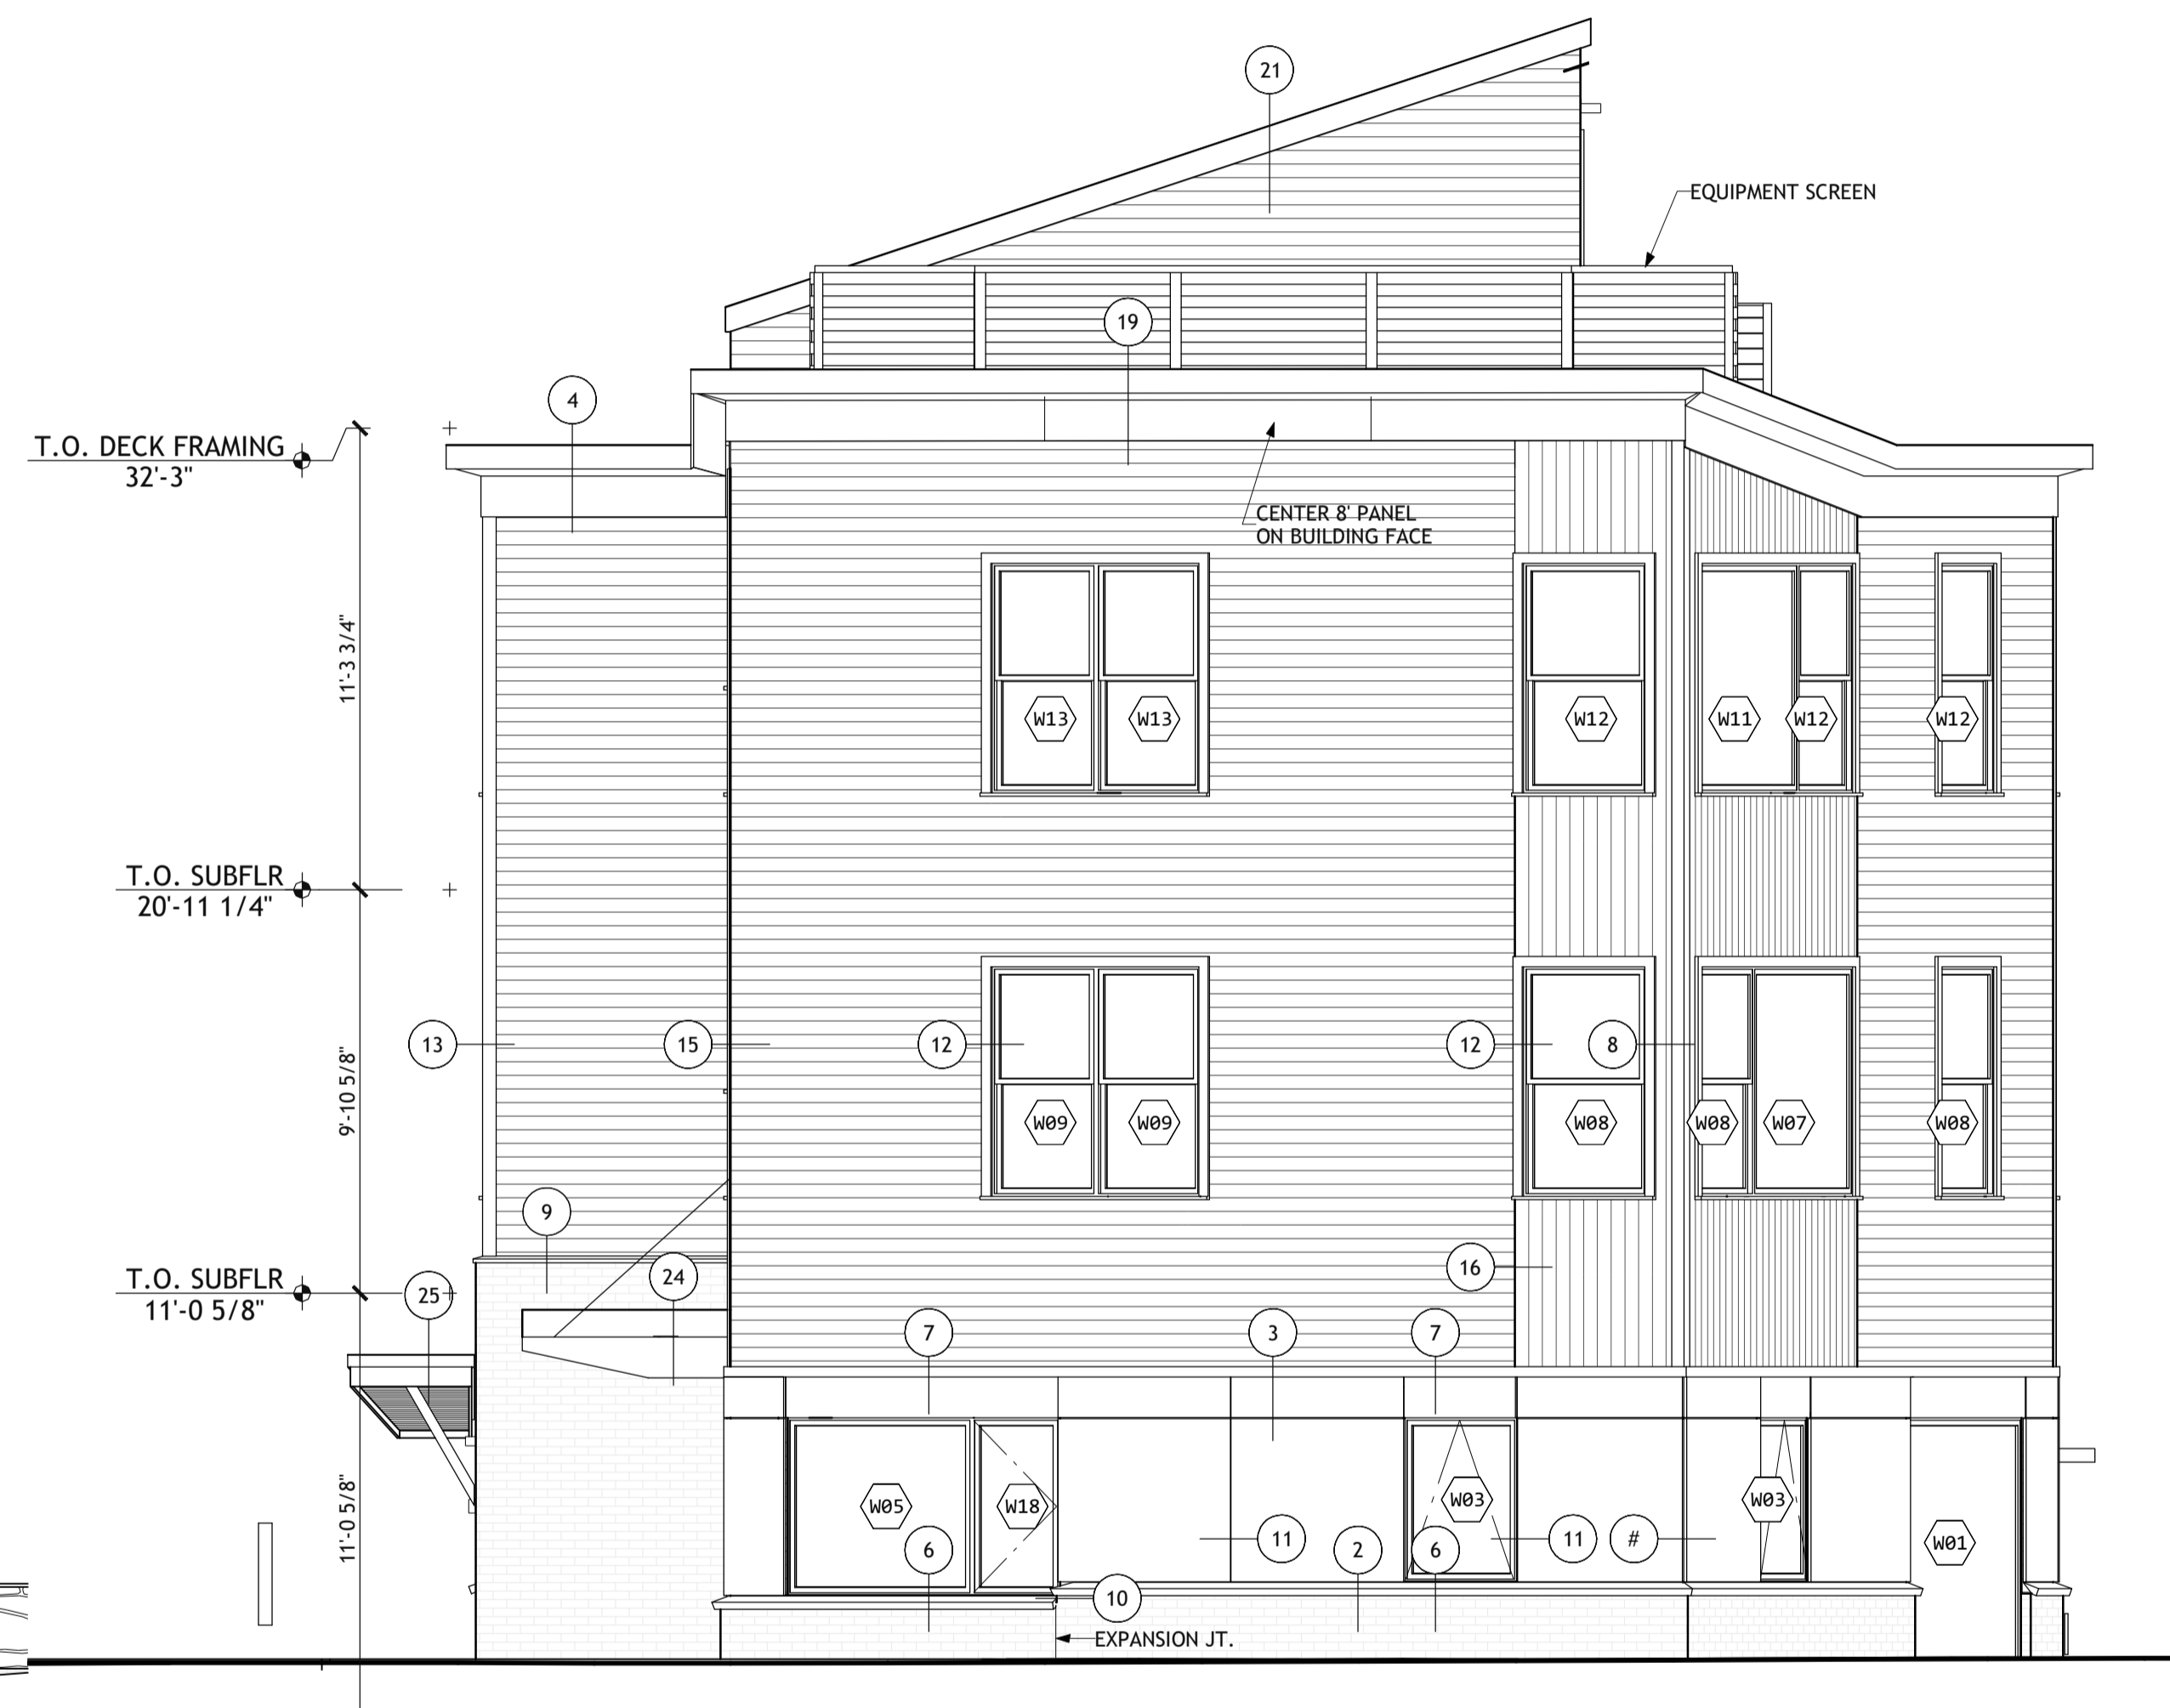 21
EQUIPMENT SCREEN
19
4
T.O. DECK FRAMING
32'-3"
CENTER 8' PANEL
ON BUILDING FACE
11'-3 3/4"
W13 W13 W12 W11 W12 W12
T.O. SUBFLR
20'-11 1/4"
13 15 12 12 8
9'-10 5/8"
W09 W09 W08 W08 W07 W08
9
24
16
T.O. SUBFLR
11'-0 5/8"
25
7 3 7
11'-0 5/8"
W05 W18 W03 W03
6 11 2 6 11 #
W01
10
EXPANSION JT.